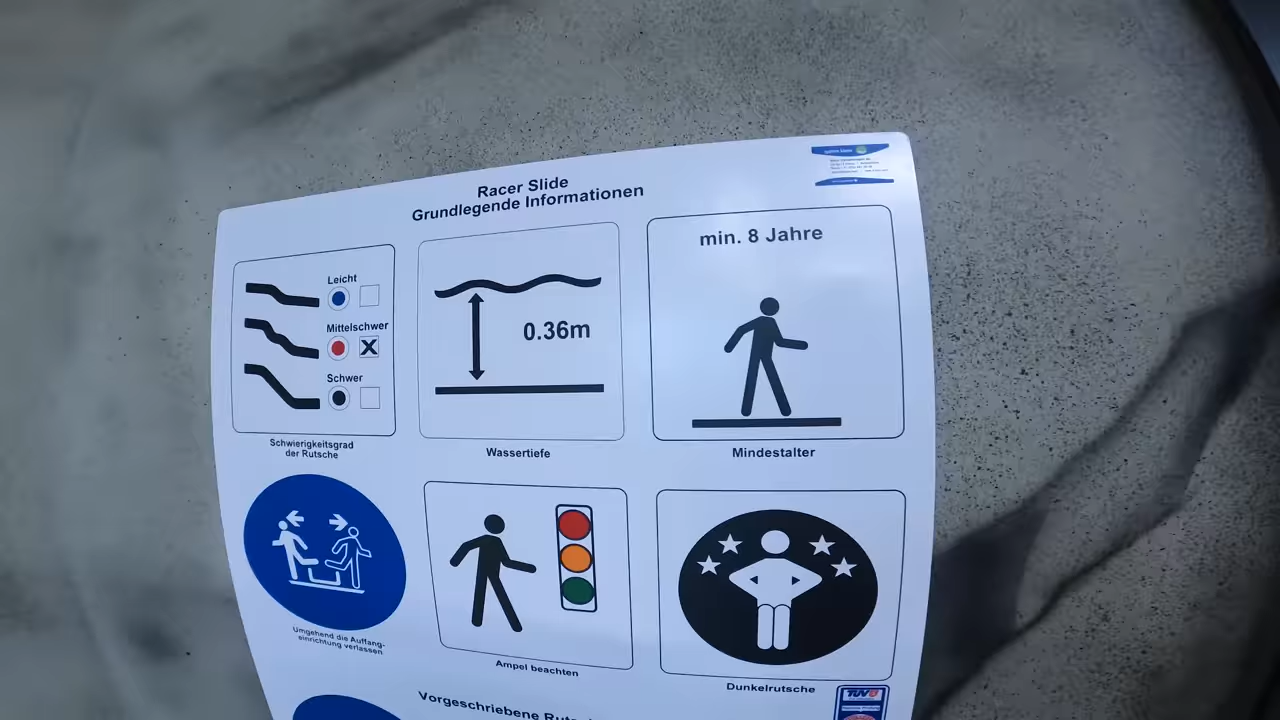 Racer Slide
Grundlegende Informationen
Leicht
Mittelschwer
X
Schwer
Schwierigkeitsgrad
der Rutsche
0.36m
Wassertiefe
min. 8 Jahre
Mindestalter
Umgehend die Auffang-
einrichtung verlassen
Ampel beachten
Dunkelrutsche
TÜV
Vorgeschriebene